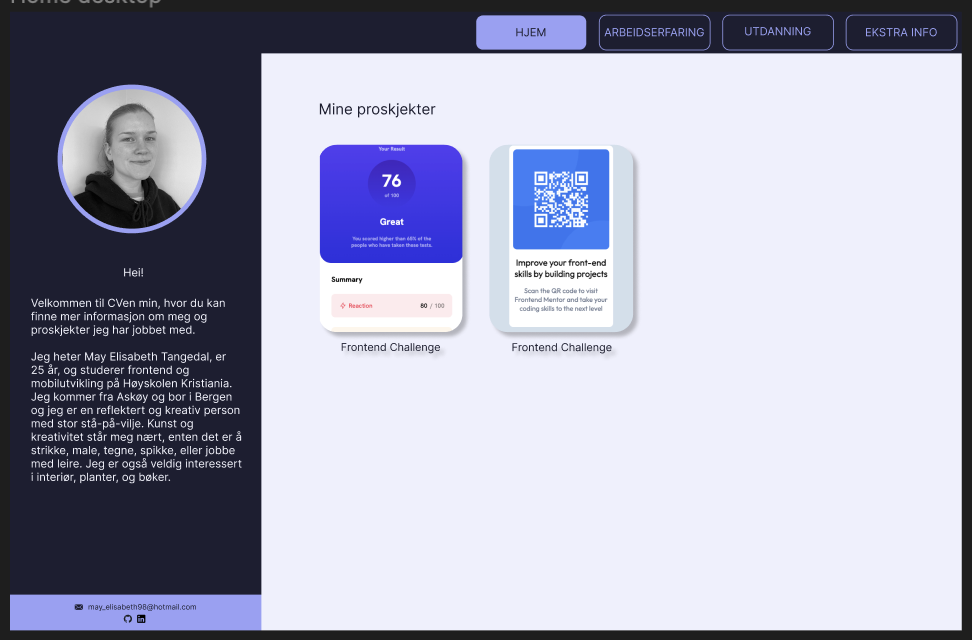 Home desktop
HJEM
ARBEIDSERFARING
UTDANNING
EKSTRA INFO
Hei!
Velkommen til CVen min, hvor du kan
finne mer informasjon om meg og
proskjekter jeg har jobbet med.
Jeg heter May Elisabeth Tangedal, er
25 år, og studerer frontend og
mobilutvikling på Høyskolen Kristiania.
Jeg kommer fra Askøy og bor i Bergen
og jeg er en reflektert og kreativ person
med stor stå-på-vilje. Kunst og
kreativitet står meg nært, enten det er å
strikke, male, tegne, spikke, eller jobbe
med leire. Jeg er også veldig interessert
i interiør, planter, og bøker.
may_elisabeth98@hotmail.com
Mine proskjekter
Your Result
76
of 100
Great
You scored higher than 65% of the
people who have taken these tests.
Summary
Reaction
80 / 100
Frontend Challenge
Improve your front-end
skills by building projects
Scan the QR code to visit
Frontend Mentor and take your
coding skills to the next level
Frontend Challenge